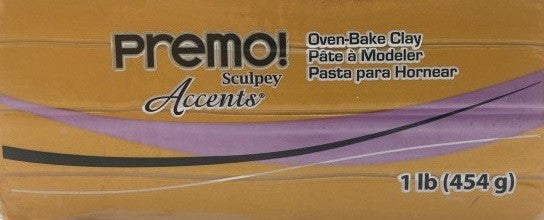 PREMO!
Sculpey
Accents®
Oven-Bake Clay
Pâte à Modeler
Pasta para Hornear
1 lb (454 g)